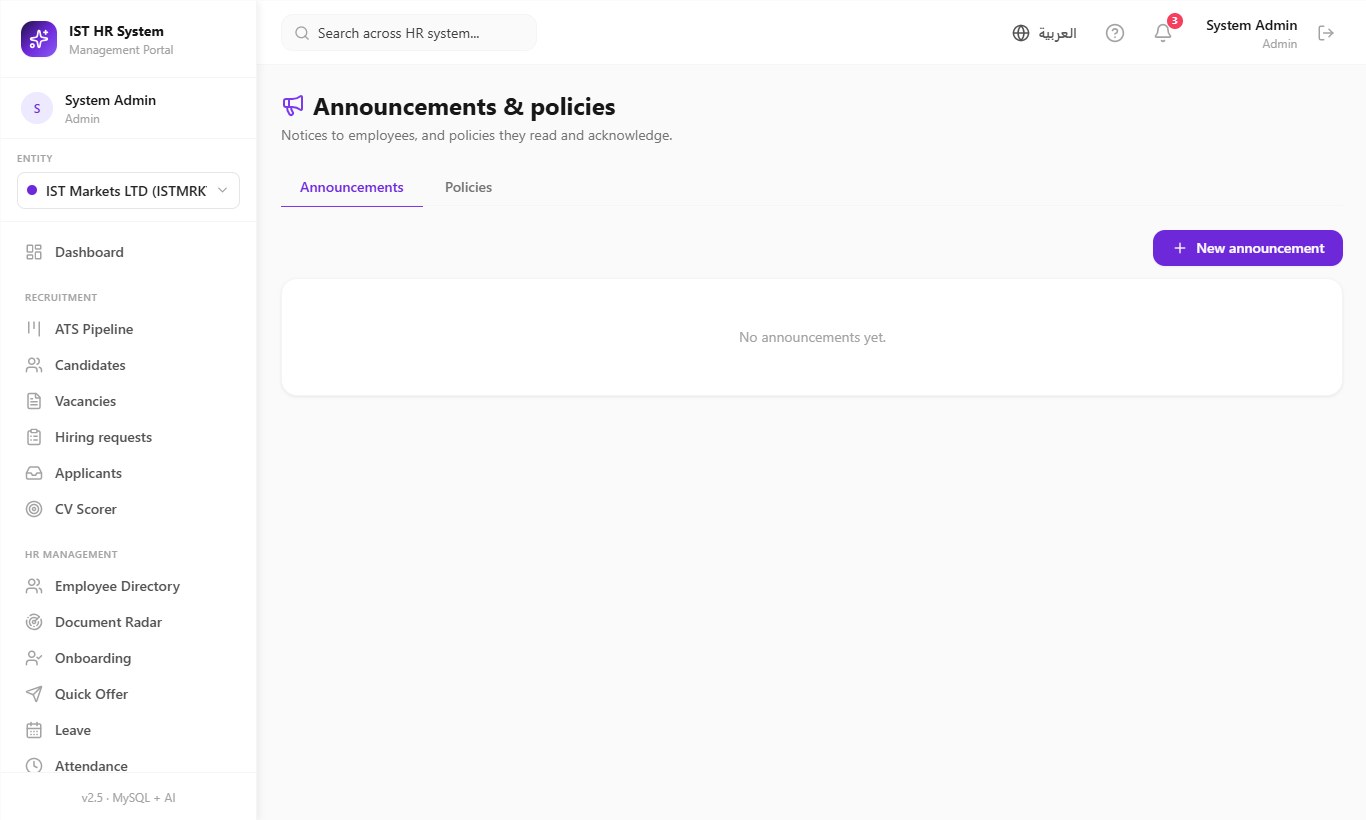 IST HR System
Management Portal
S
System Admin
Admin
ENTITY
IST Markets LTD (ISTMRK
Dashboard
RECRUITMENT
ATS Pipeline
Candidates
Vacancies
Hiring requests
Applicants
CV Scorer
HR MANAGEMENT
Employee Directory
Document Radar
Onboarding
Quick Offer
Leave
Attendance
v2.5 · MySQL + AI
Search across HR system...
العربية
3
System Admin
Admin
Announcements & policies
Notices to employees, and policies they read and acknowledge.
Announcements
Policies
New announcement
No announcements yet.